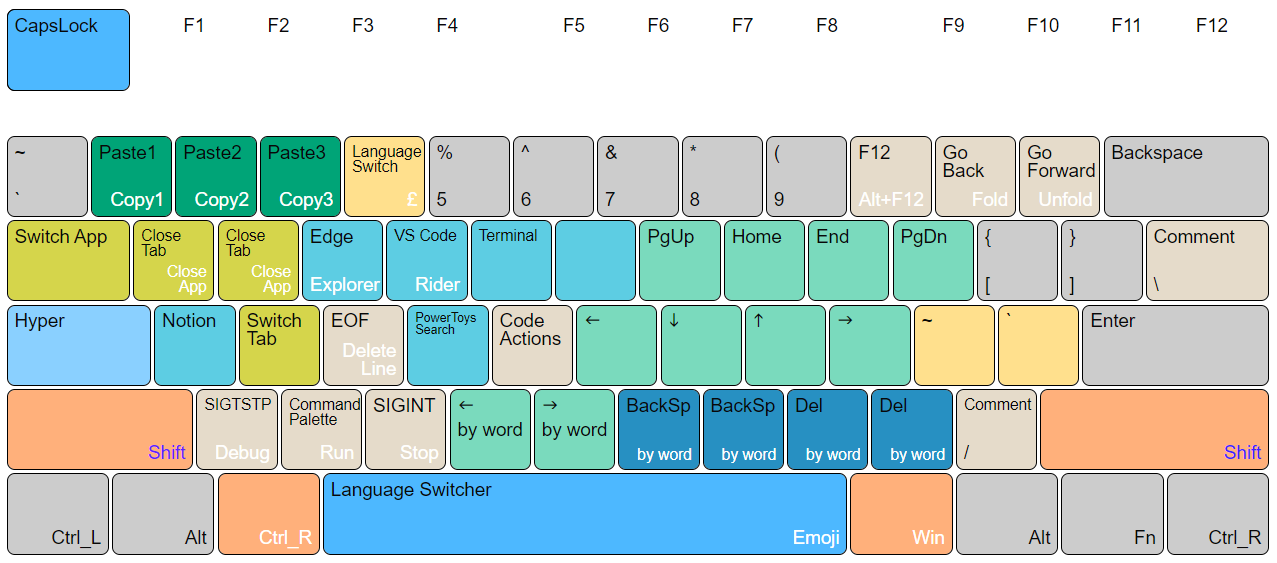 CapsLock F1 F2 F3 F4 F5 F6 F7 F8 F9 F10 F11 F12
~ Paste1 Paste2 Paste3 Language Switch % ^ & * ( F12 Go Back Go Forward Backspace
` Copy1 Copy2 Copy3 £ 5 6 7 8 9 Alt+F12 Fold Unfold
Switch App Close Tab Close Tab Edge VS Code Terminal PgUp Home End PgDn { } Comment
Close App Close App Explorer Rider [ ] \
Hyper Notion Switch Tab EOF PowerToys Search Code Actions ← ↓ ↑ → ~ ` Enter
Delete Line
SIGTSTP Command Palette SIGINT ← by word → by word BackSp BackSp Del Del Comment
Shift Debug Run Stop by word by word by word by word / Shift
Language Switcher
Ctrl_L Alt Ctrl_R Emoji Win Alt Fn Ctrl_R